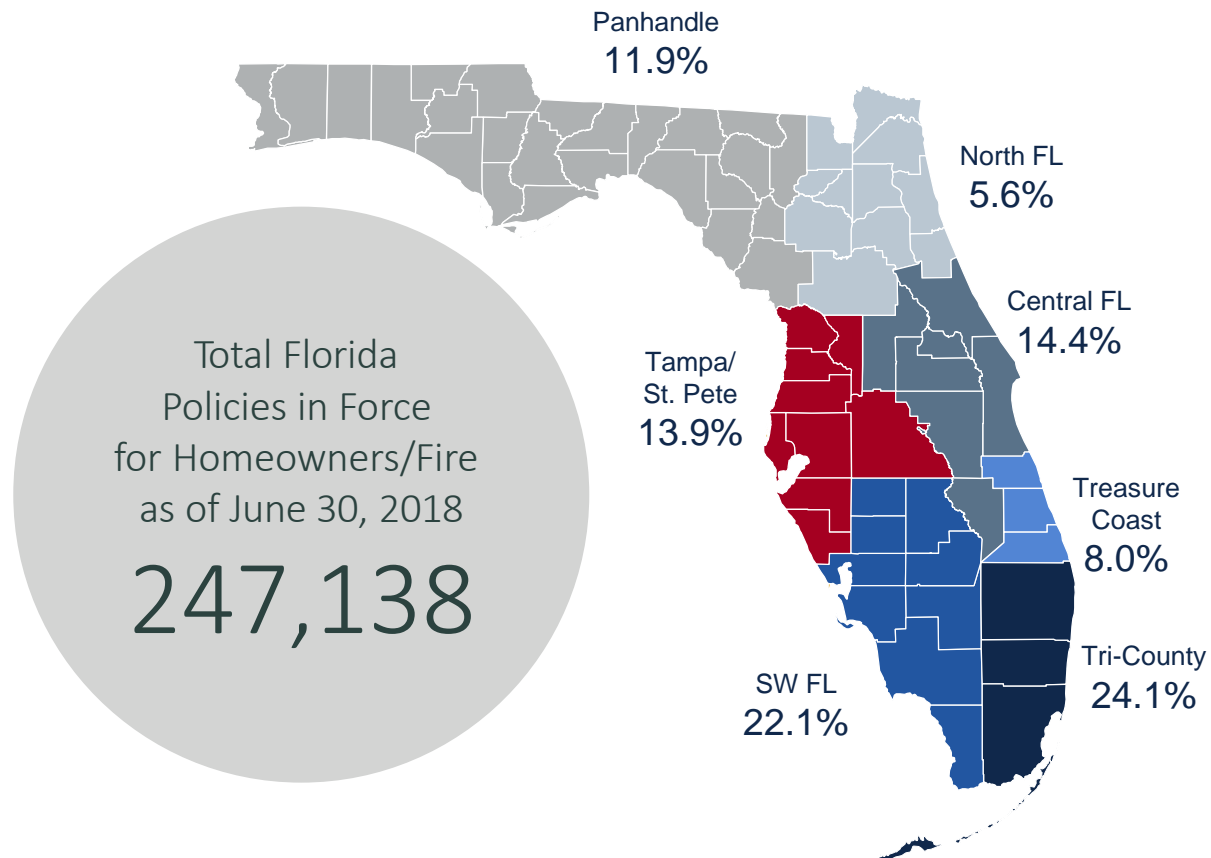 Panhandle
11.9%
North FL
5.6%
Central FL
14.4%
Tampa/
St. Pete
13.9%
Total Florida
Policies in Force
for Homeowners/Fire
as of June 30, 2018
247,138
Treasure
Coast
8.0%
Tri-County
24.1%
SW FL
22.1%